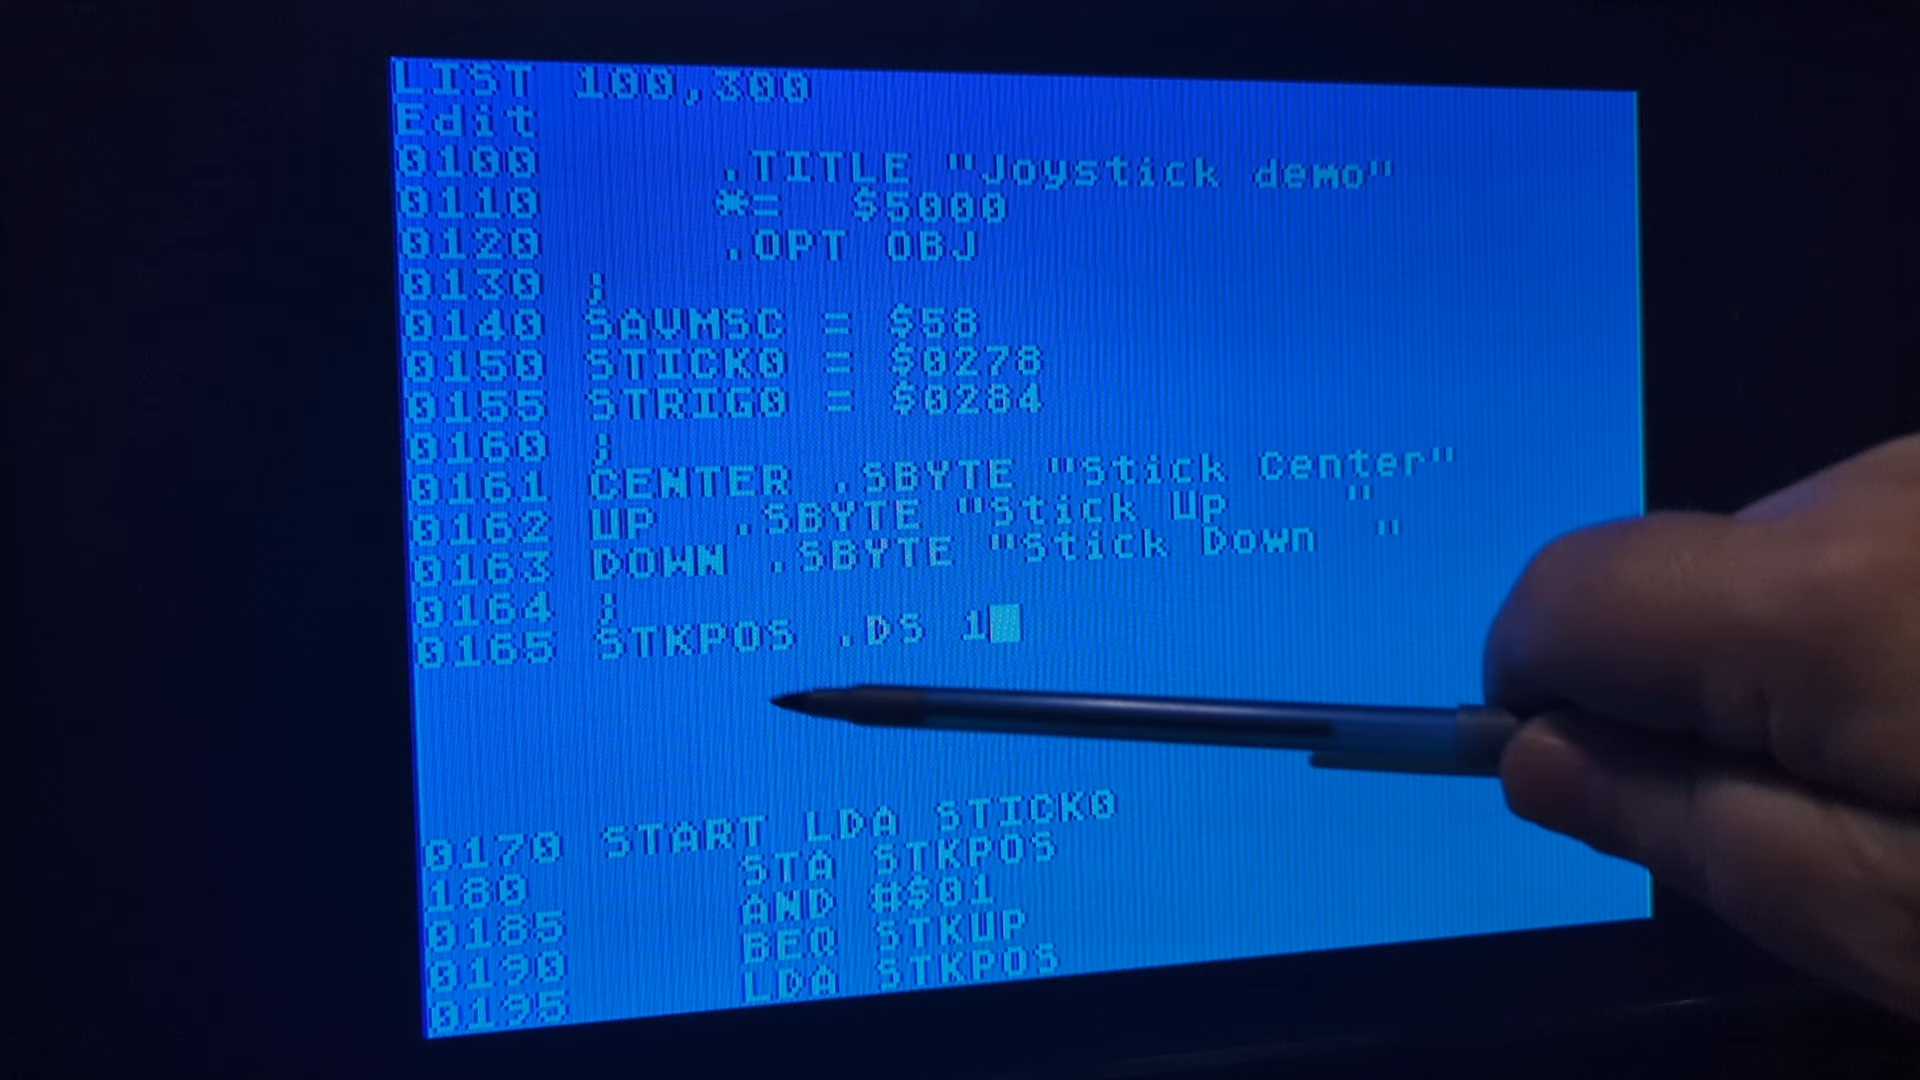 LIST 100,300
Edit
0100 .TITLE "Joystick demo"
0110 *= $5000
0120 .OPT OBJ
0130 ;
0140 SAVMSC = $58
0150 STICK0 = $0278
0155 STRIG0 = $0284
0160 ;
0161 CENTER .SBYTE "Stick Center"
0162 UP .SBYTE "Stick Up    "
0163 DOWN .SBYTE "Stick Down  "
0164 ;
0165 STKPOS .DS 1
0170 START LDA STICK0
180 STA STKPOS
0185 AND #$01
0190 BEQ STKUP
0195 LDA STKPOS